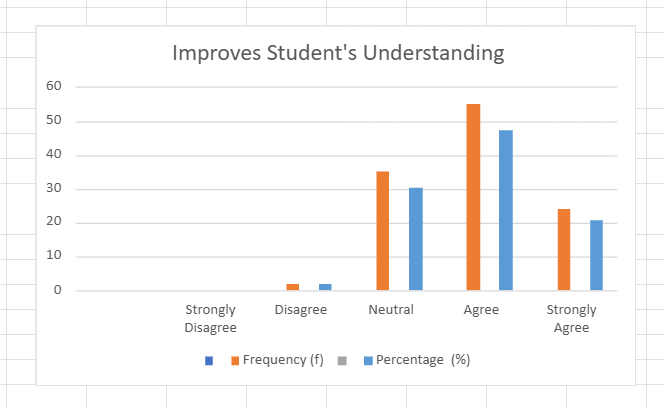 Improves Student's Understanding
60
50
40
30
20
10
0
Strongly Disagree Neutral Agree Strongly
Disagree Agree
Frequency (f) Percentage (%)